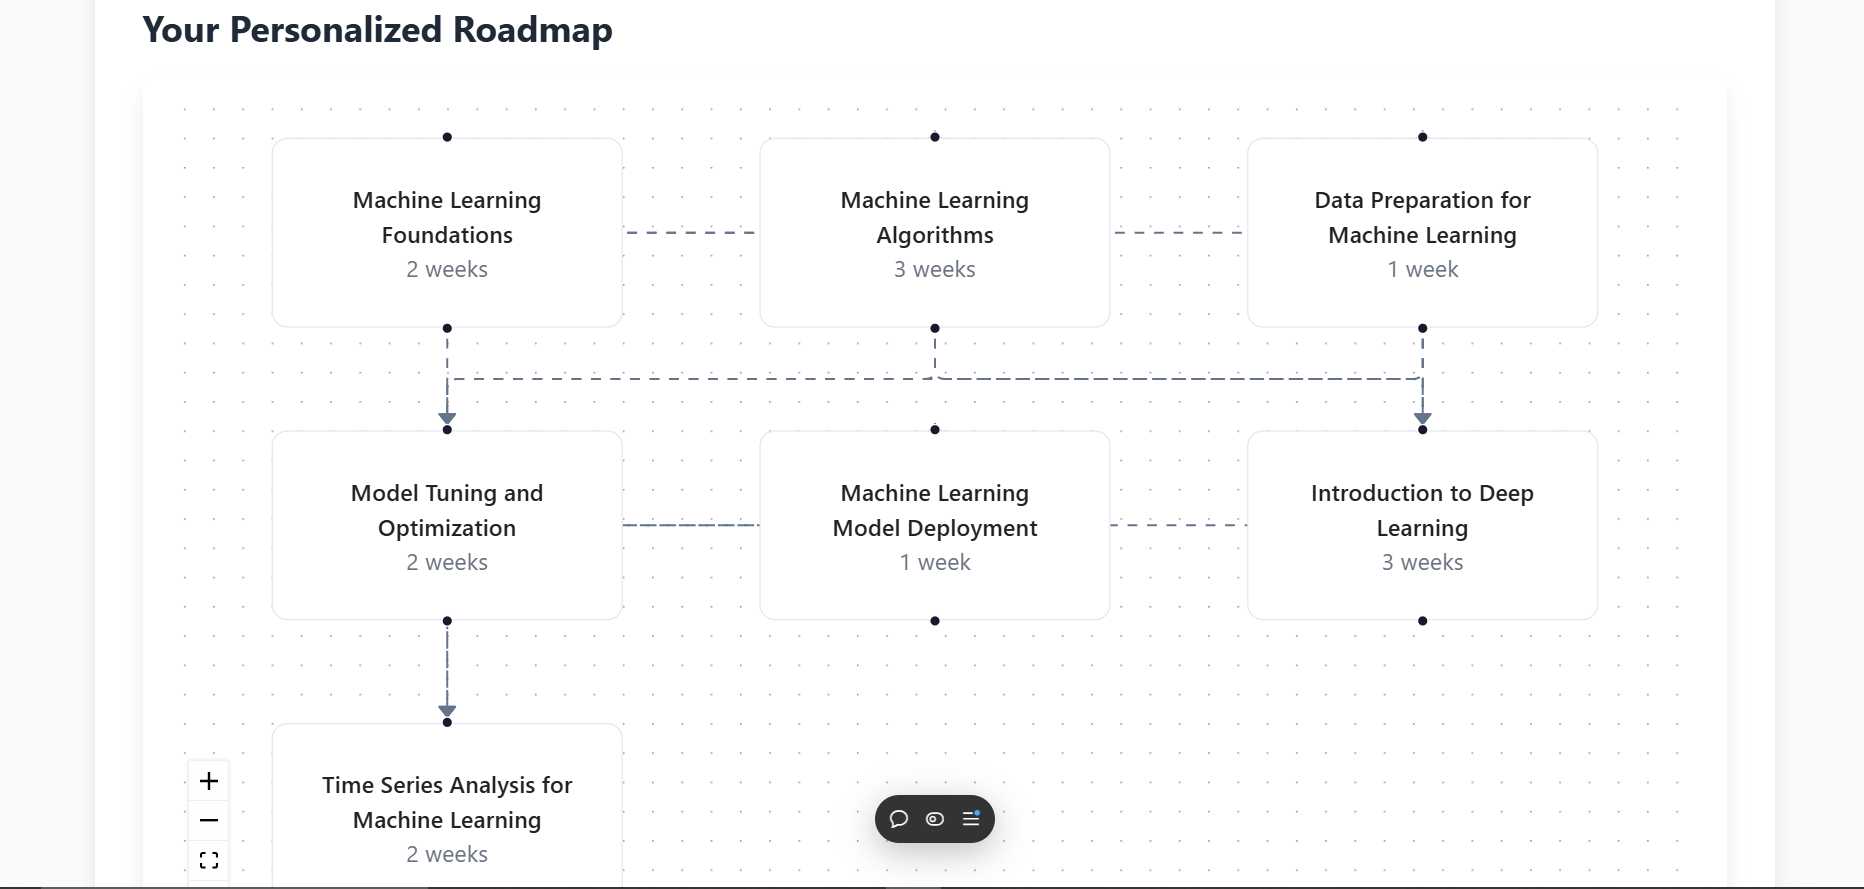 Your Personalized Roadmap
Machine Learning
Foundations
2 weeks
Machine Learning
Algorithms
3 weeks
Data Preparation for
Machine Learning
1 week
Model Tuning and
Optimization
2 weeks
Machine Learning
Model Deployment
1 week
Introduction to Deep
Learning
3 weeks
Time Series Analysis for
Machine Learning
2 weeks